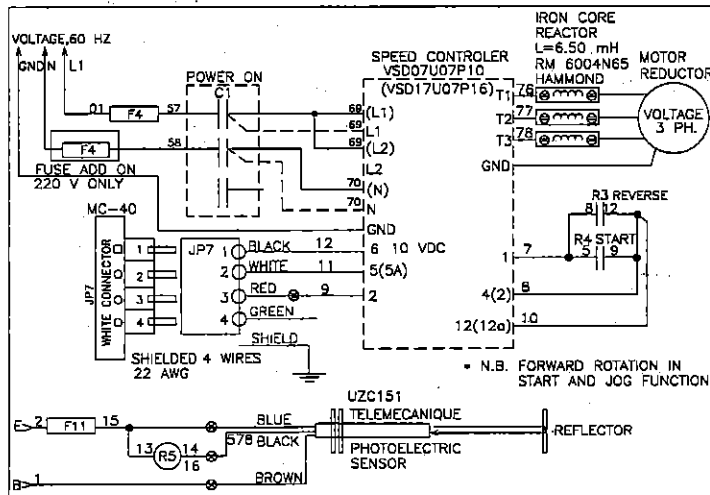 IRON CORE
REACTOR
L=6.50 mH
RM 6004N65
HAMMOND
MOTOR
REDUCTOR
VOLTAGE
3 PH.
VOLTAGE,60 HZ
GND N L1
SPEED CONTROLER
VSD07U07P10
(VSD17U07P16)
POWER ON
C1
01 F4 57
69 (L1)
69 L1
69 (L2)
L2
70 (N)
70 N
GND
F4 58
FUSE ADD ON
220 V ONLY
T1 76
T2 77
T3 78
GND
R3 REVERSE
8 12
R4 START
5 9
1 7
4(2) 8
12(12a) 10
MC-40
JP7
WHITE CONNECTOR
1
2
3
4
JP7
1 BLACK 12 6 10 VDC
2 WHITE 11 5(5A)
3 RED 9 2
4 GREEN
SHIELD
SHIELDED 4 WIRES
22 AWG
* N.B. FORWARD ROTATION IN
START AND JOG FUNCTION
UZC151
TELEMECANIQUE
PHOTOELECTRIC
SENSOR
REFLECTOR
E 2 F11 15
BLUE
13 R5 14
16
578 BLACK
B 1 BROWN